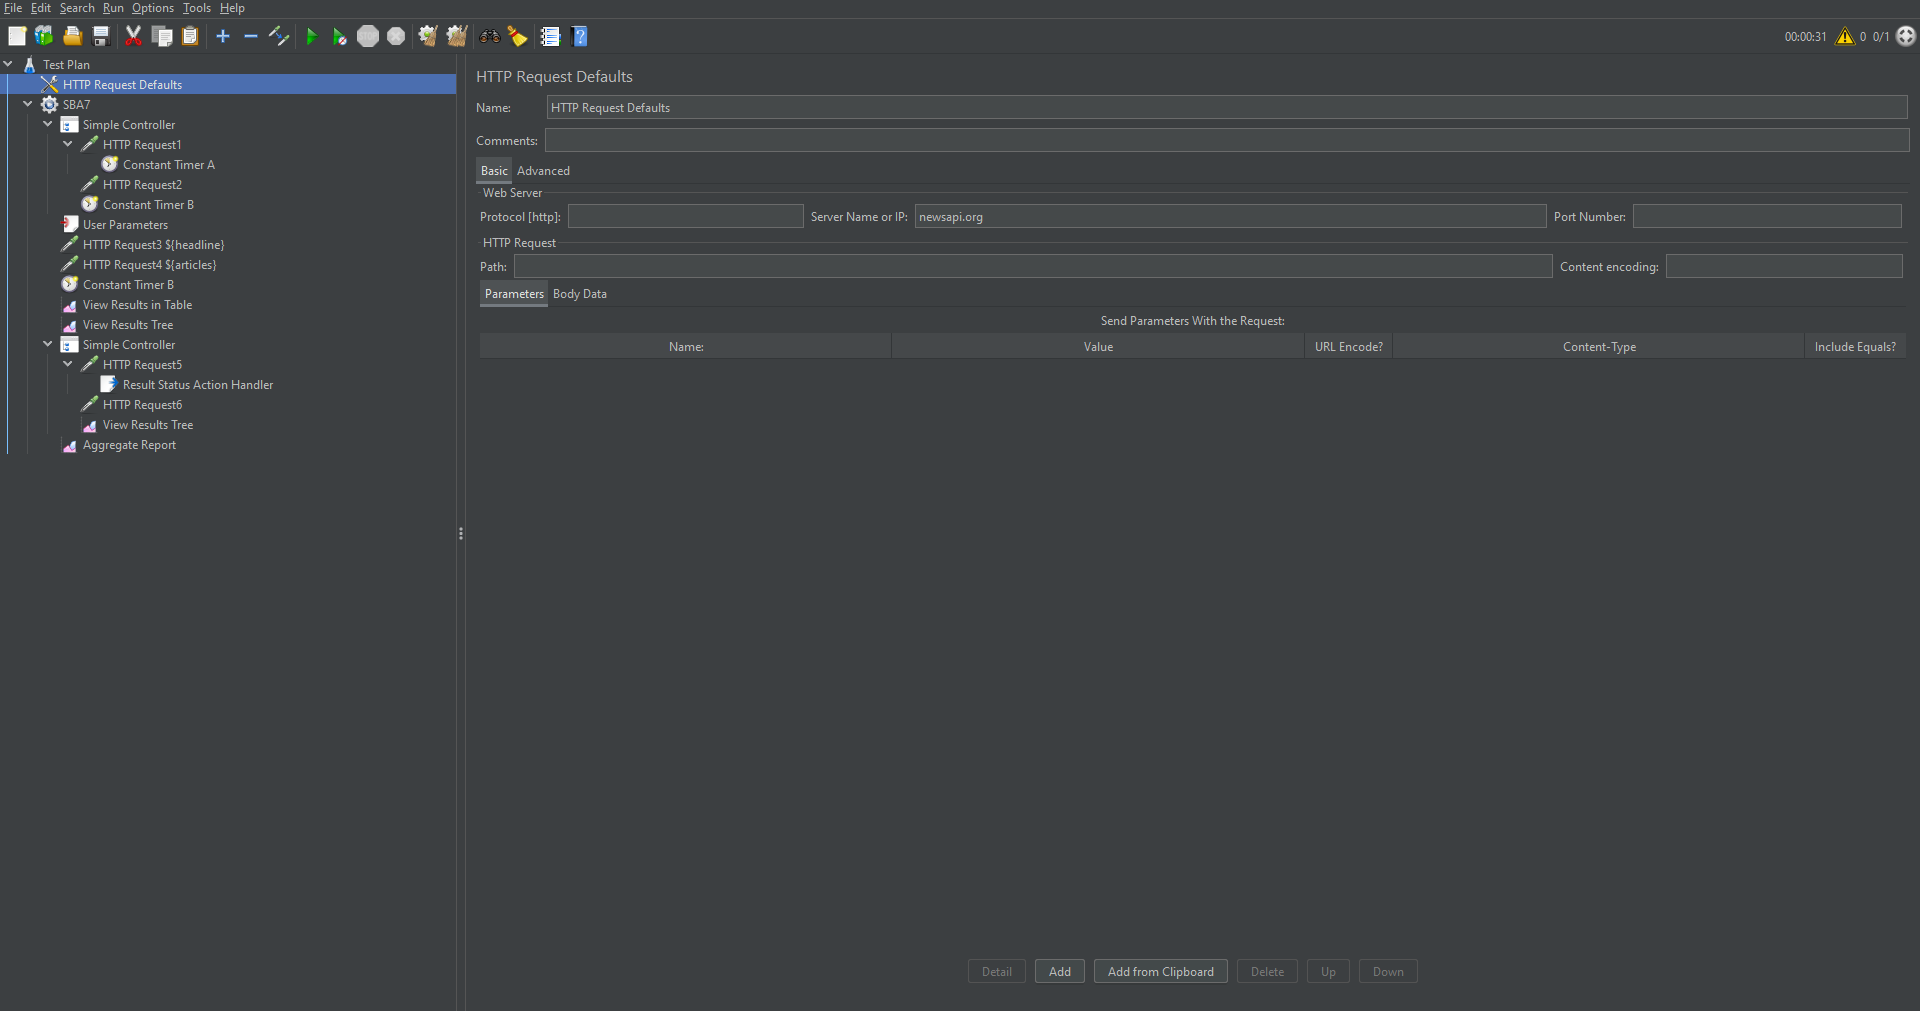 File Edit Search Run Options Tools Help
00:00:31 0 0/1
Test Plan
HTTP Request Defaults
SBA7
Simple Controller
HTTP Request1
Constant Timer A
HTTP Request2
Constant Timer B
User Parameters
HTTP Request3 ${headline}
HTTP Request4 ${articles}
Constant Timer B
View Results in Table
View Results Tree
Simple Controller
HTTP Request5
Result Status Action Handler
HTTP Request6
View Results Tree
Aggregate Report
HTTP Request Defaults
Name: HTTP Request Defaults
Comments:
Basic Advanced
Web Server
Protocol [http]: Server Name or IP: newsapi.org Port Number:
HTTP Request
Path: Content encoding:
Parameters Body Data
Send Parameters With the Request:
Name: Value URL Encode? Content-Type Include Equals?
Detail Add Add from Clipboard Delete Up Down